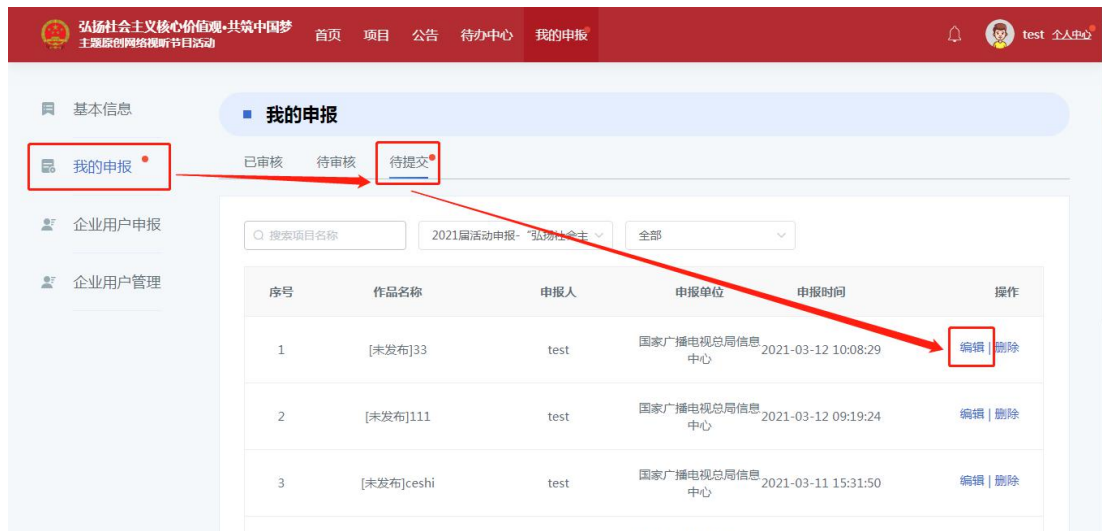 弘扬社会主义核心价值观•共筑中国梦
主题原创网络视听节目活动
首页 项目 公告 待办中心 我的申报
test 个人中心
基本信息
我的申报
企业用户申报
企业用户管理
我的申报
已审核 待审核 待提交
搜索项目名称 2021届活动申报-“弘扬社会主 全部
序号 作品名称 申报人 申报单位 申报时间 操作
1 [未发布]33 test 国家广播电视总局信息中心 2021-03-12 10:08:29 编辑 | 删除
2 [未发布]111 test 国家广播电视总局信息中心 2021-03-12 09:19:24 编辑 | 删除
3 [未发布]ceshi test 国家广播电视总局信息中心 2021-03-11 15:31:50 编辑 | 删除